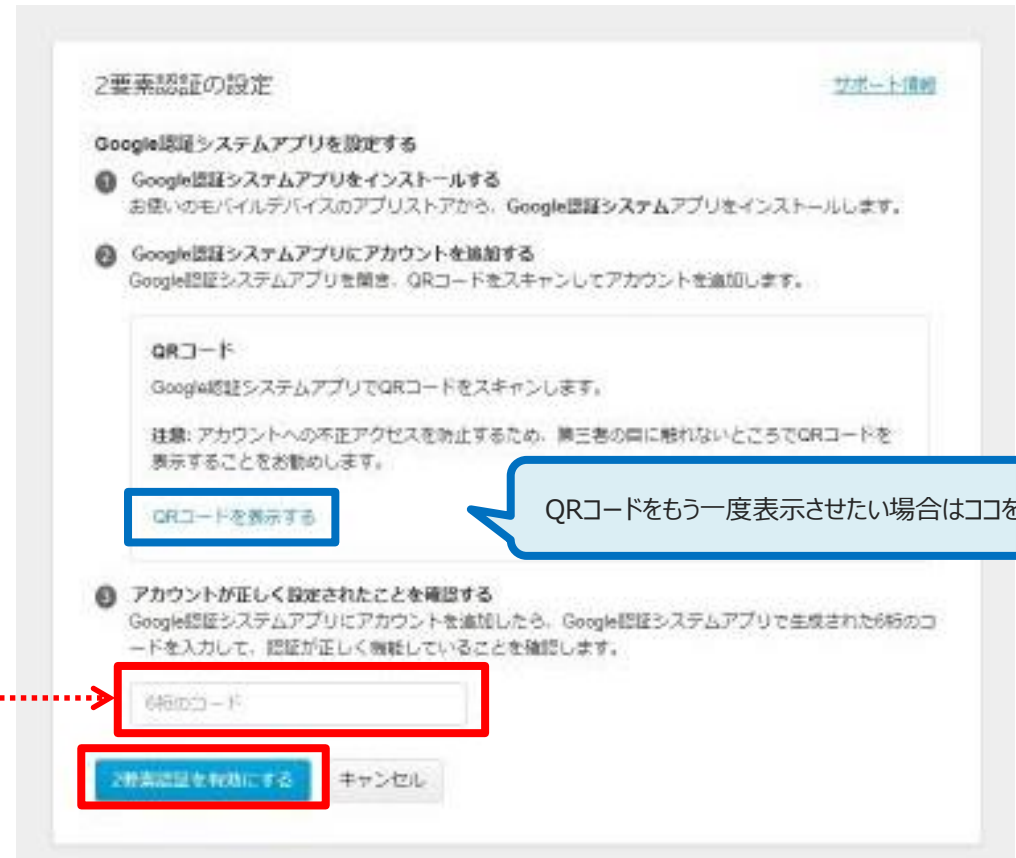 2要素認証の設定
サポート情報
Google認証システムアプリを設定する
1 Google認証システムアプリをインストールする
お使いのモバイルデバイスのアプリストアから、Google認証システムアプリをインストールします。
2 Google認証システムアプリにアカウントを追加する
Google認証システムアプリを開き、QRコードをスキャンしてアカウントを追加します。
QRコード
Google認証システムアプリでQRコードをスキャンします。
注意: アカウントへの不正アクセスを防止するため、第三者の目に触れないところでQRコードを
表示することをお勧めします。
QRコードを表示する
QRコードをもう一度表示させたい場合はココを
3 アカウントが正しく設定されたことを確認する
Google認証システムアプリにアカウントを追加したら、Google認証システムアプリで生成された6桁のコ
ードを入力して、認証が正しく機能していることを確認します。
6桁のコード
2要素認証を有効にする
キャンセル